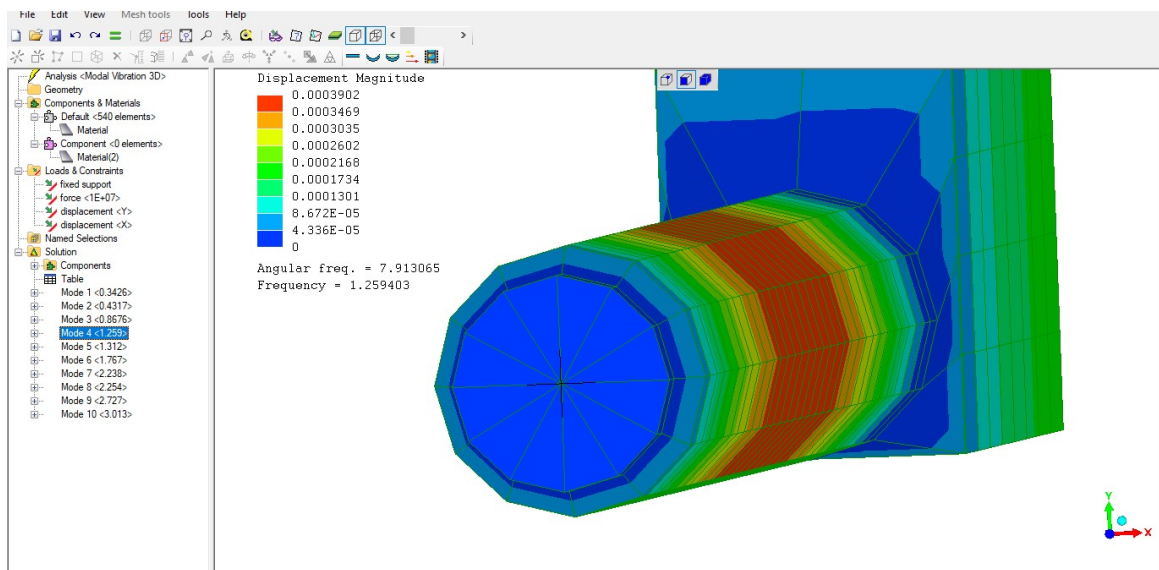 File Edit View Mesh tools Tools Help
Analysis <Modal Vibration 3D>
Geometry
Components & Materials
Default <540 elements>
Material
Component <0 elements>
Material(2)
Loads & Constraints
fixed support
force <1E+07>
displacement <Y>
displacement <X>
Named Selections
Solution
Components
Table
Mode 1 <0.3426>
Mode 2 <0.4317>
Mode 3 <0.8676>
Mode 4 <1.259>
Mode 5 <1.312>
Mode 6 <1.767>
Mode 7 <2.238>
Mode 8 <2.254>
Mode 9 <2.727>
Mode 10 <3.013>
Displacement Magnitude
0.0003902
0.0003469
0.0003035
0.0002602
0.0002168
0.0001734
0.0001301
8.672E-05
4.336E-05
0
Angular freq. = 7.913065
Frequency = 1.259403
Y
X